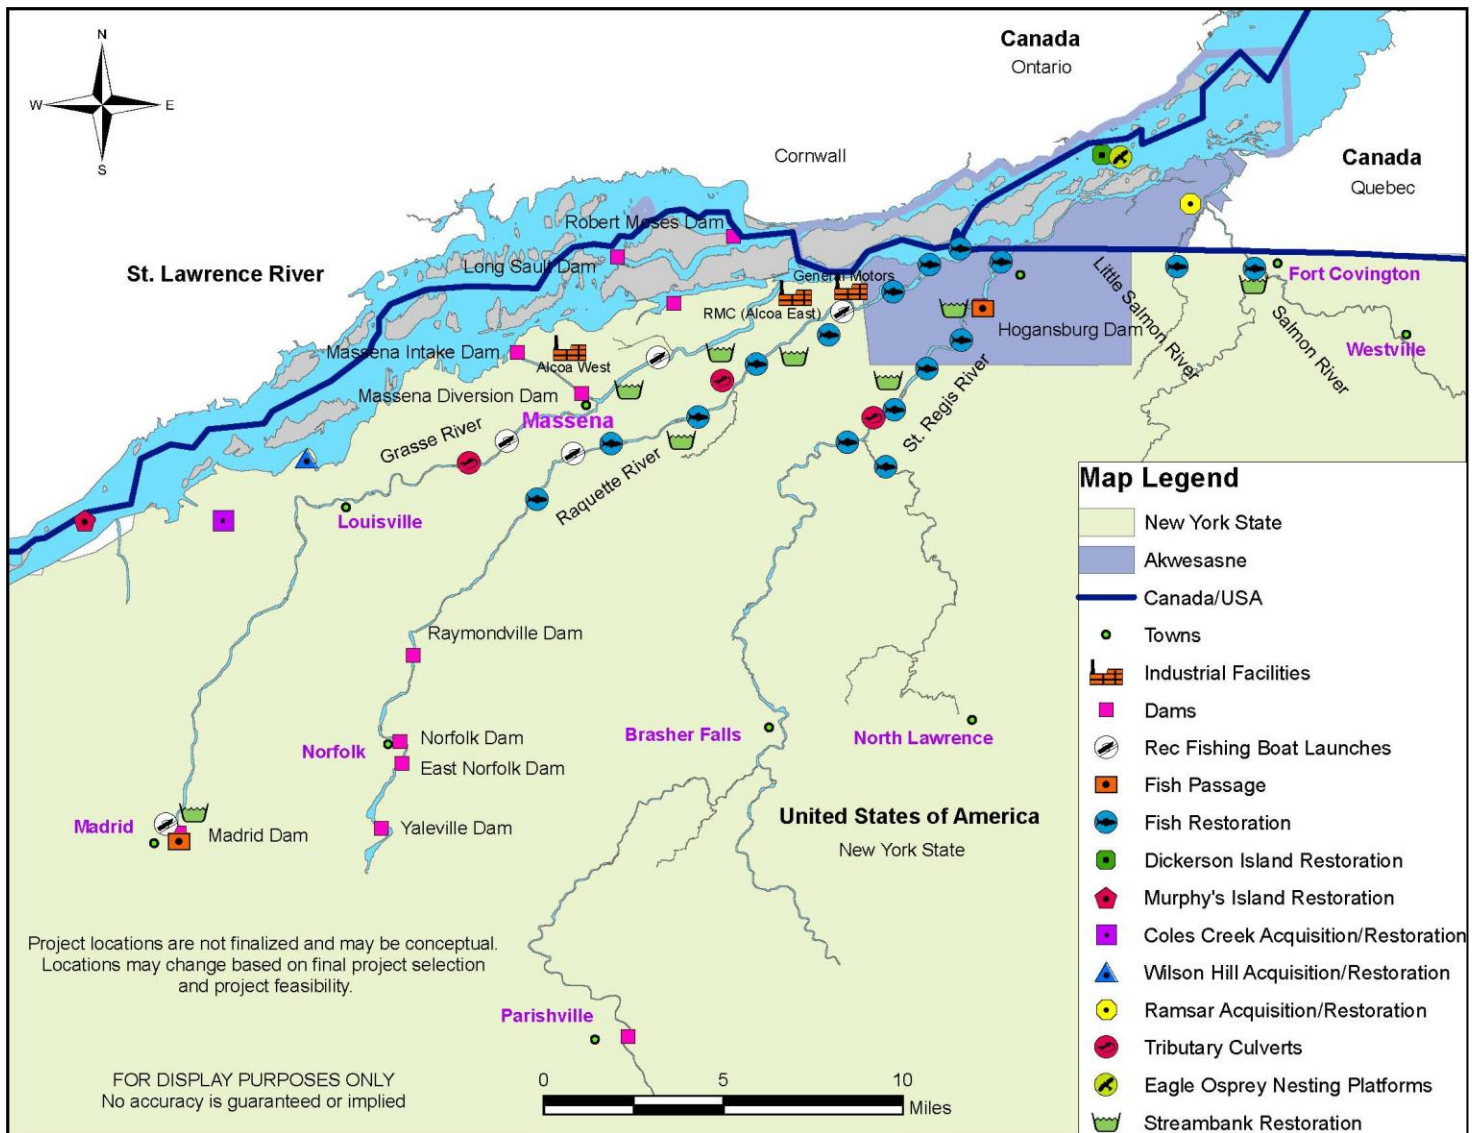 N
W
E
S
Canada
Ontario
Cornwall
Canada
Quebec
Robert Moses Dam
St. Lawrence River
Long Sault Dam
General Motors
Little Salmon River
Fort Covington
RMC (Alcoa East)
Hogansburg Dam
Salmon River
Westville
Massena Intake Dam
Alcoa West
Massena Diversion Dam
Massena
Grasse River
St. Regis River
Raquette River
Louisville
Raymondville Dam
Norfolk
Norfolk Dam
East Norfolk Dam
Brasher Falls
North Lawrence
Madrid
Madrid Dam
Yaleville Dam
United States of America
New York State
Project locations are not finalized and may be conceptual.
Locations may change based on final project selection
and project feasibility.
Parishville
FOR DISPLAY PURPOSES ONLY
No accuracy is guaranteed or implied
0 5 10
Miles
Map Legend
New York State
Akwesasne
Canada/USA
Towns
Industrial Facilities
Dams
Rec Fishing Boat Launches
Fish Passage
Fish Restoration
Dickerson Island Restoration
Murphy's Island Restoration
Coles Creek Acquisition/Restoration
Wilson Hill Acquisition/Restoration
Ramsar Acquisition/Restoration
Tributary Culverts
Eagle Osprey Nesting Platforms
Streambank Restoration